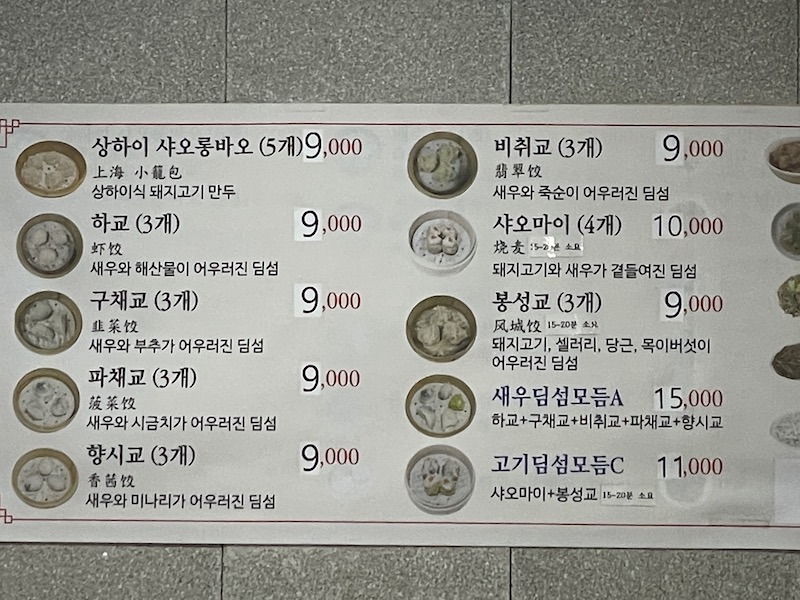 상하이 샤오롱바오 (5개) 9,000
上海 小籠包
상하이식 돼지고기 만두
하교 (3개) 9,000
虾饺
새우와 해산물이 어우러진 딤섬
구채교 (3개) 9,000
韭菜饺
새우와 부추가 어우러진 딤섬
파채교 (3개) 9,000
菠菜饺
새우와 시금치가 어우러진 딤섬
향시교 (3개) 9,000
香茜饺
새우와 미나리가 어우러진 딤섬
비취교 (3개) 9,000
翡翠饺
새우와 죽순이 어우러진 딤섬
샤오마이 (4개) 10,000
烧麦 15-20분 소요
돼지고기와 새우가 곁들여진 딤섬
봉성교 (3개) 9,000
风城饺 15-20분 소요
돼지고기, 셀러리, 당근, 목이버섯이
어우러진 딤섬
새우딤섬모듬A 15,000
하교+구채교+비취교+파채교+향시교
고기딤섬모듬C 11,000
샤오마이+봉성교 15-20분 소요